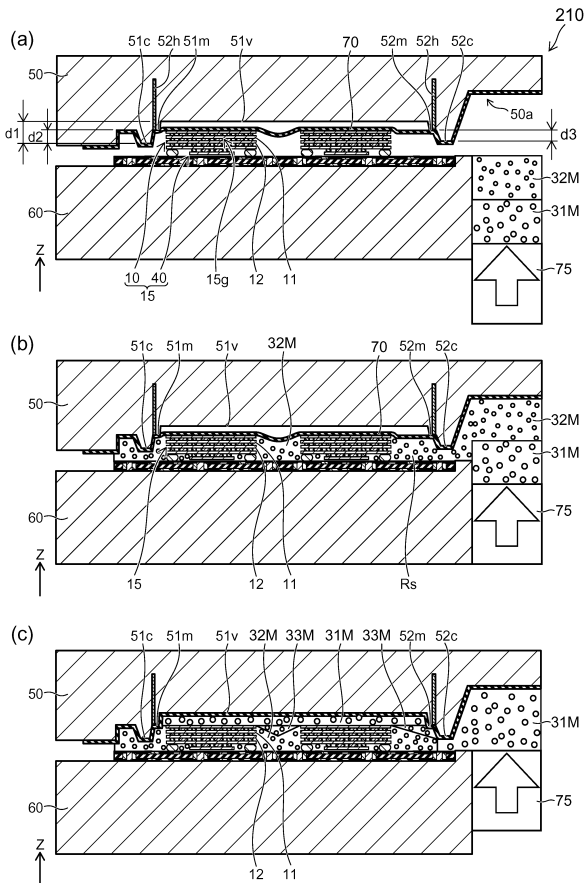 210
(a)
51c 52h 51m 51v 70 52m 52h 52c
50
50a
d1 d2 d3
32M
31M
60
75
Z
10 40 15g 12 11
15
(b)
51c 51m 51v 32M 70 52m 52c
50
32M
31M
60
75
Z
15 12 11 Rs
(c)
51c 51m 51v 32M 33M 31M 33M 52m 52c
50
31M
60
75
Z
12 11